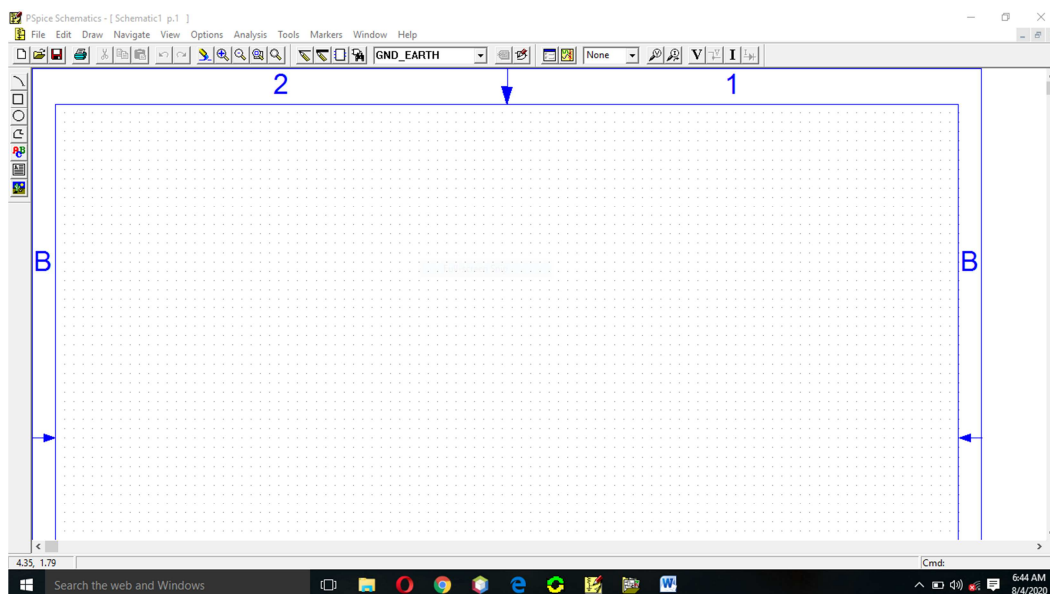 PSpice Schematics - [ Schematic1 p.1 ]
File Edit Draw Navigate View Options Analysis Tools Markers Window Help
GND_EARTH None V I
2 1
B B
4.35, 1.79 Cmd:
Search the web and Windows
6:44 AM
8/4/2020